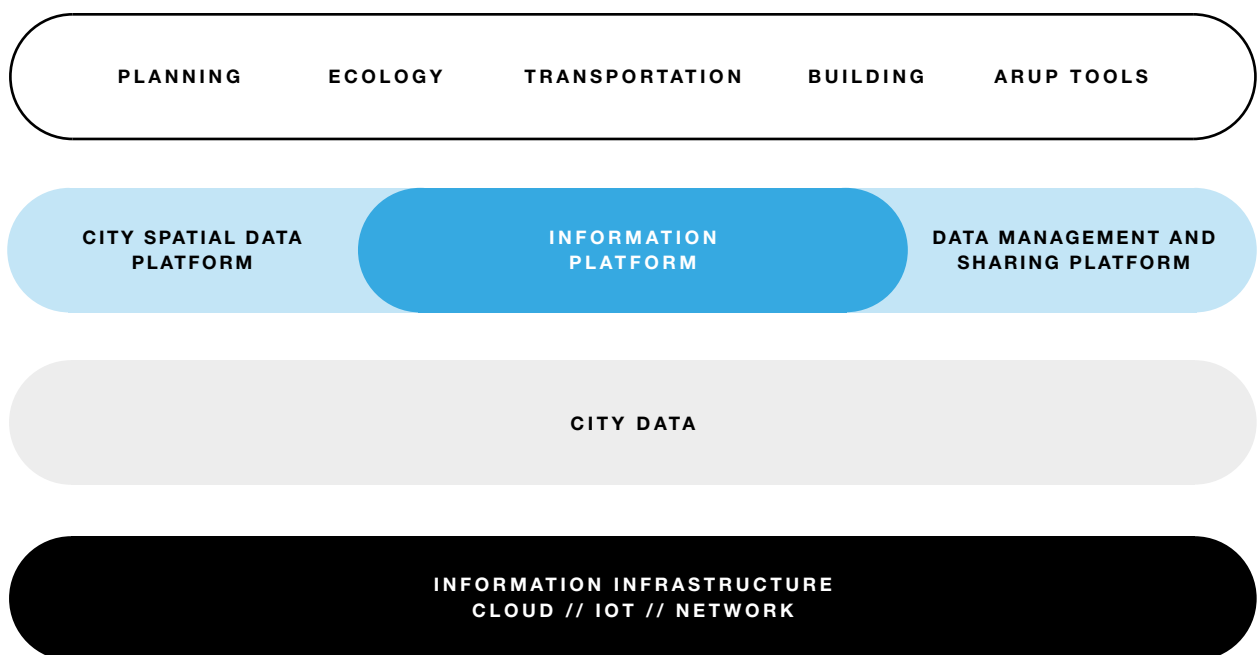 PLANNING ECOLOGY TRANSPORTATION BUILDING ARUP TOOLS
CITY SPATIAL DATA
PLATFORM
INFORMATION
PLATFORM
DATA MANAGEMENT AND
SHARING PLATFORM
CITY DATA
INFORMATION INFRASTRUCTURE
CLOUD // IOT // NETWORK